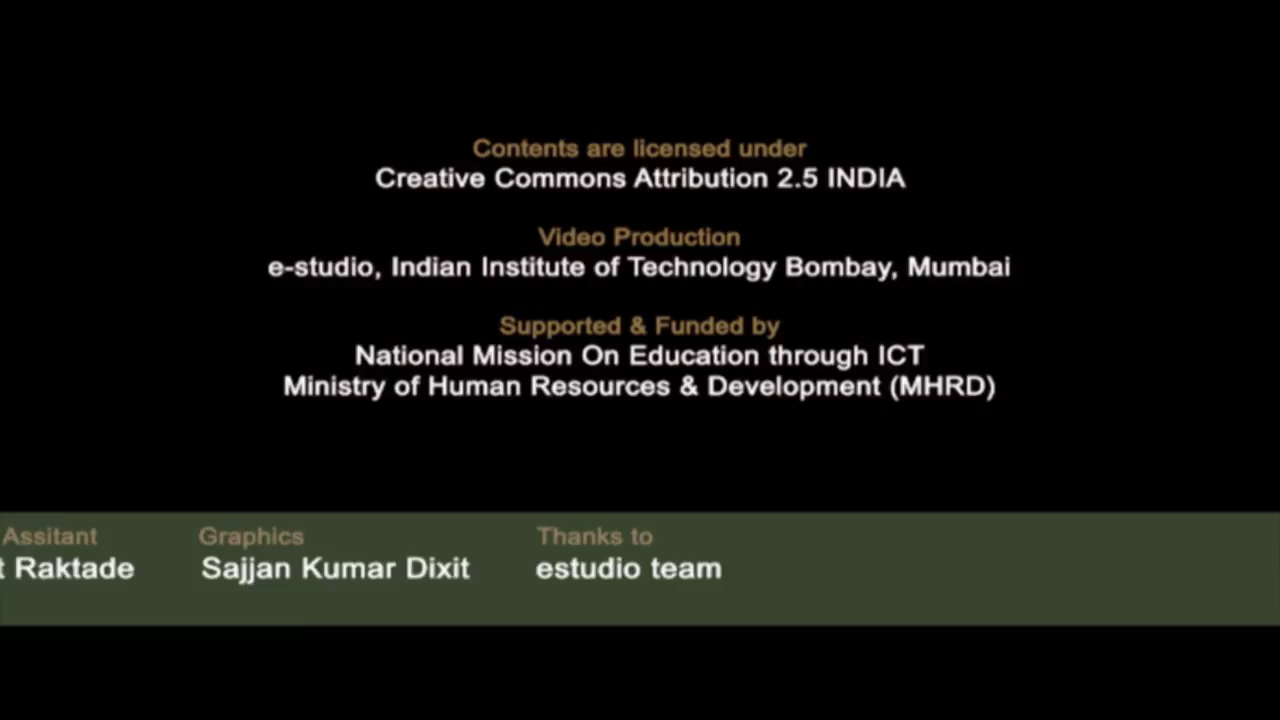 Contents are licensed under
Creative Commons Attribution 2.5 INDIA
Video Production
e-studio, Indian Institute of Technology Bombay, Mumbai
Supported & Funded by
National Mission On Education through ICT
Ministry of Human Resources & Development (MHRD)
Assitant Graphics Thanks to
Raktade Sajjan Kumar Dixit estudio team